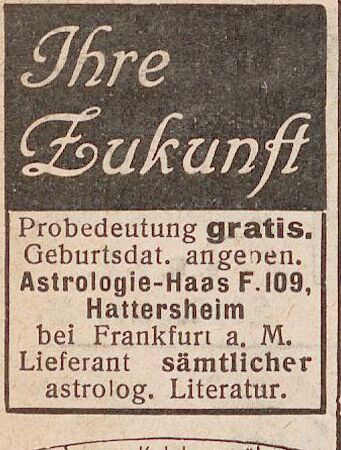 Ihre
Zukunft
Probedeutung gratis.
Geburtsdat. angeben.
Astrologie-Haas F.109,
Hattersheim
bei Frankfurt a. M.
Lieferant sämtlicher
astrolog. Literatur.